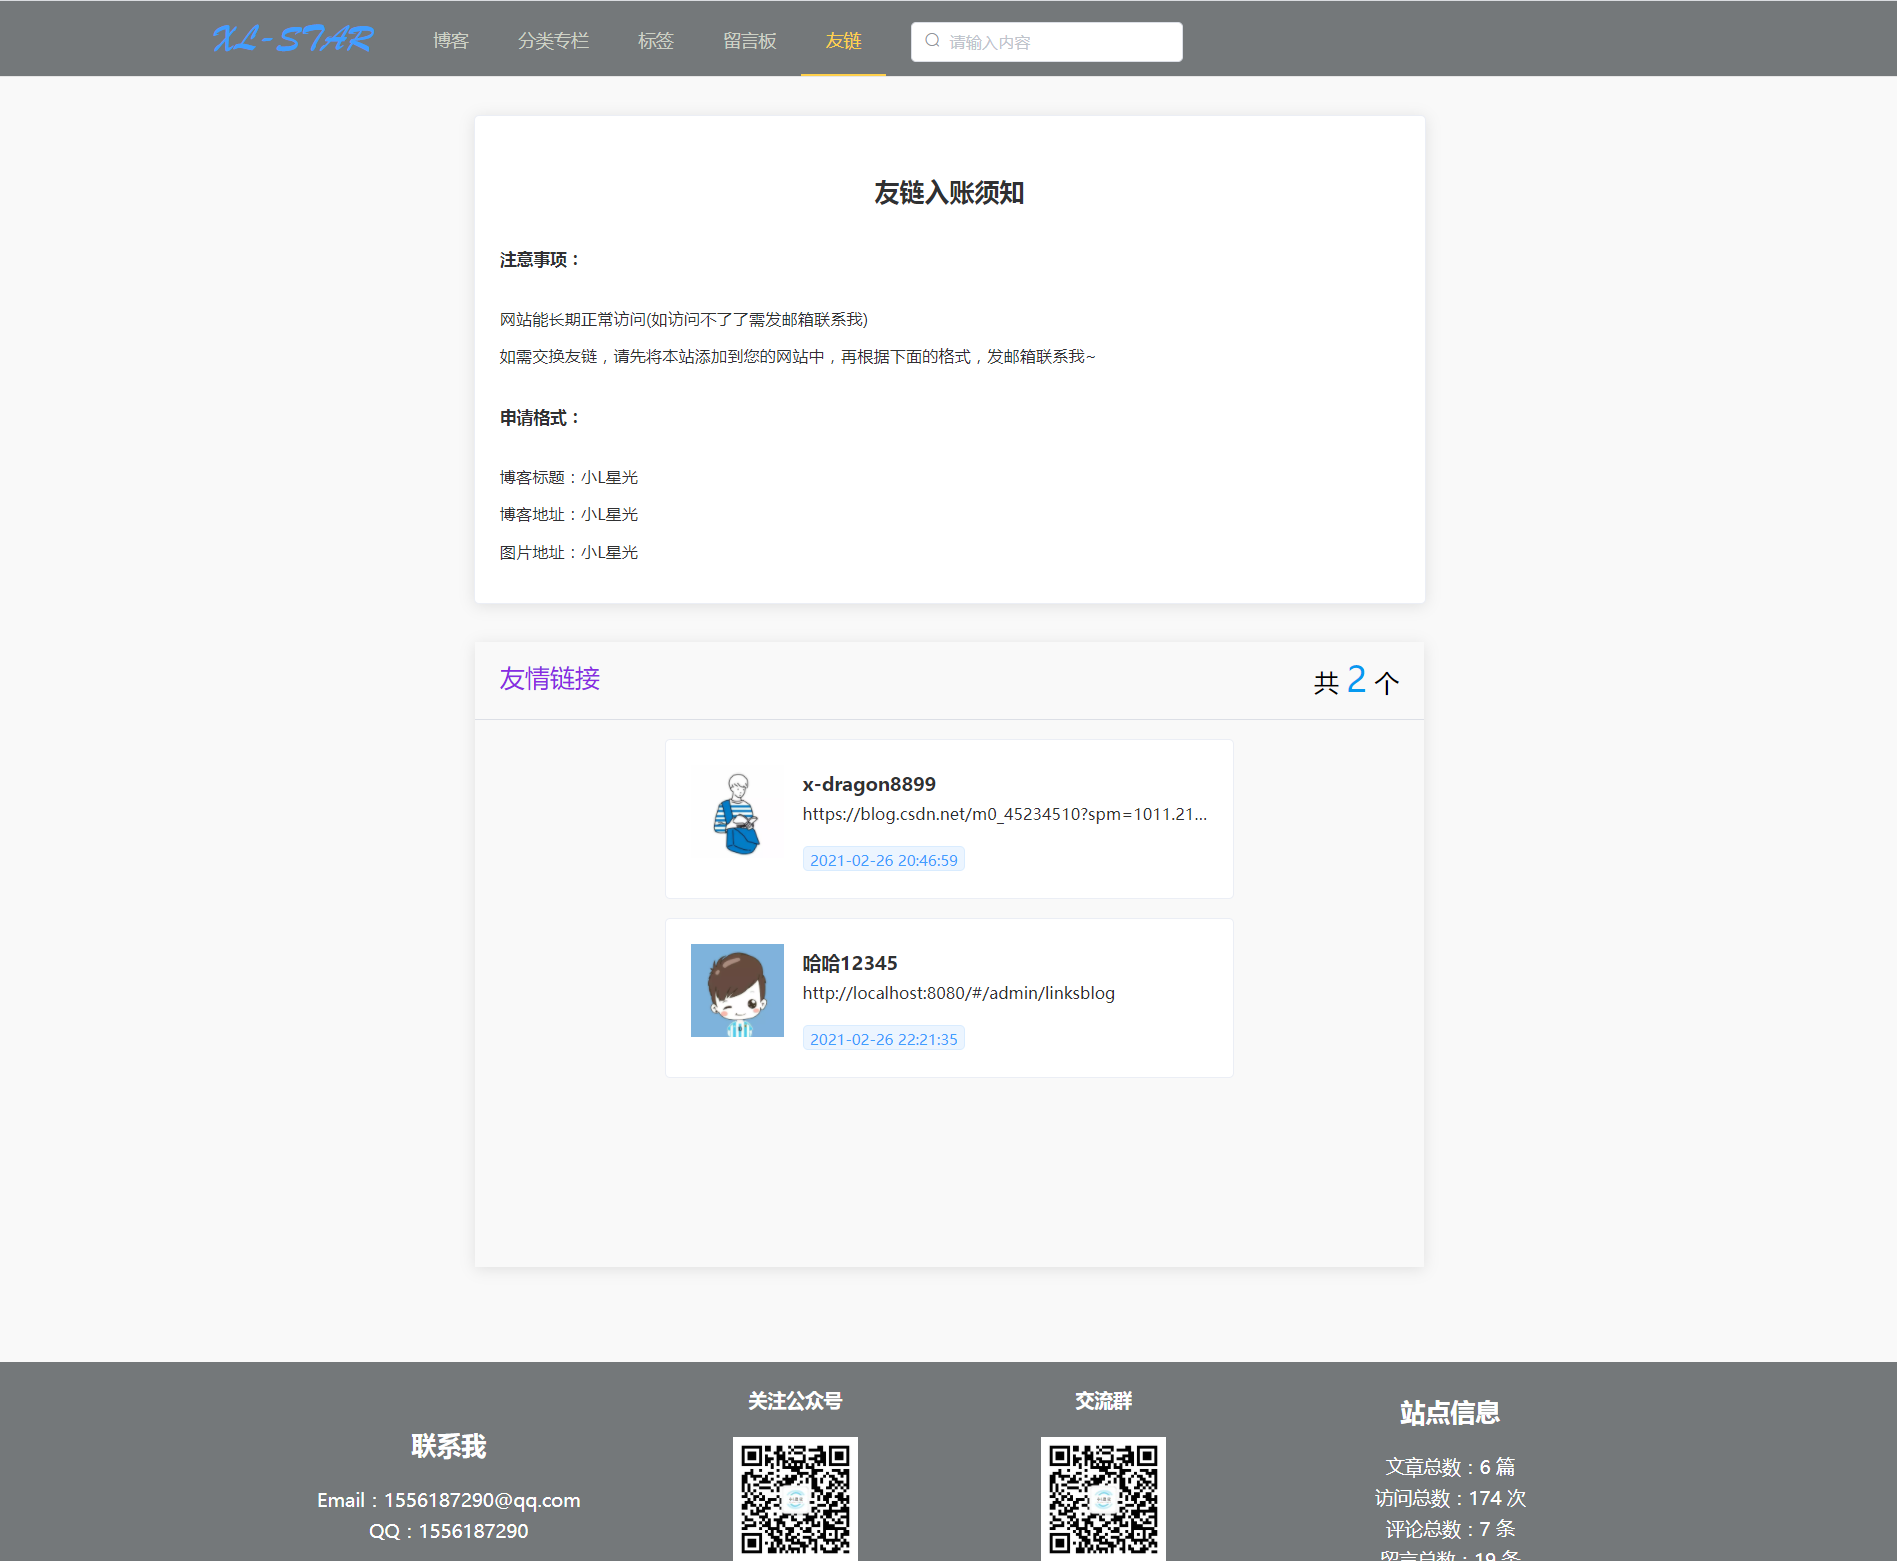 XL-STAR
博客 分类专栏 标签 留言板 友链 请输入内容
友链入账须知
注意事项：
网站能长期正常访问(如访问不了了需发邮箱联系我)
如需交换友链，请先将本站添加到您的网站中，再根据下面的格式，发邮箱联系我~
申请格式：
博客标题：小L星光
博客地址：小L星光
图片地址：小L星光
友情链接
共 2 个
x-dragon8899
https://blog.csdn.net/m0_45234510?spm=1011.21...
2021-02-26 20:46:59
哈哈12345
http://localhost:8080/#/admin/linksblog
2021-02-26 22:21:35
联系我
Email：1556187290@qq.com
QQ：1556187290
关注公众号
交流群
站点信息
文章总数：6 篇
访问总数：174 次
评论总数：7 条
留言总数：19 条